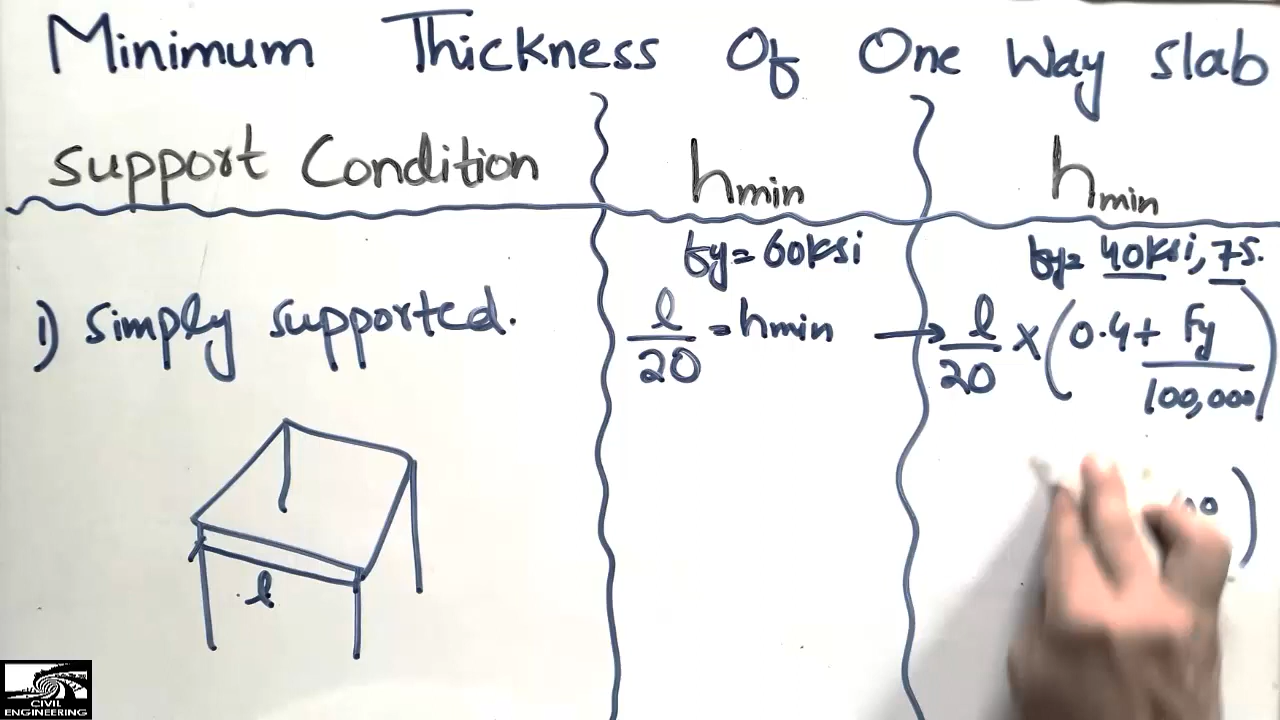 Minimum Thickness Of One Way slab
support Condition hmin hmin
fy = 60ksi fy= 40ksi, 75.
1) simply supported. l/20 = hmin → l/20 × (0.4 + Fy/100,000)
)
l
CIVIL
ENGINEERING